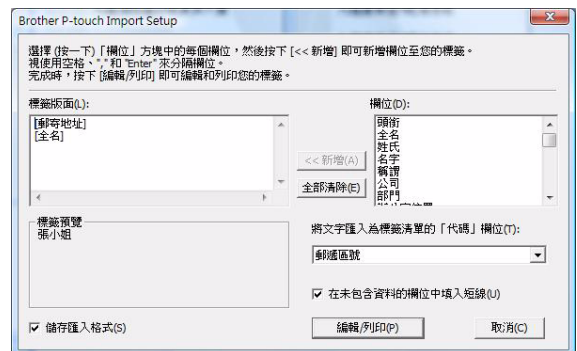 Brother P-touch Import Setup
選擇 (按一下)「欄位」方塊中的每個欄位，然後按下 [<< 新增] 即可新增欄位至您的標籤。
視使用空格、"," 和 "Enter" 來分隔欄位。
完成時，按下 [編輯/列印] 即可編輯和列印您的標籤。
標籤版面(L):
欄位(D):
[郵寄地址]
[全名]
頭銜
全名
姓氏
名字
稱謂
公司
部門
<< 新增(A)
全部清除(E)
標籤預覽
張小姐
將文字匯入為標籤清單的「代碼」欄位(T):
郵遞區號
在未包含資料的欄位中填入短線(U)
儲存匯入格式(S)
編輯/列印(P)
取消(C)